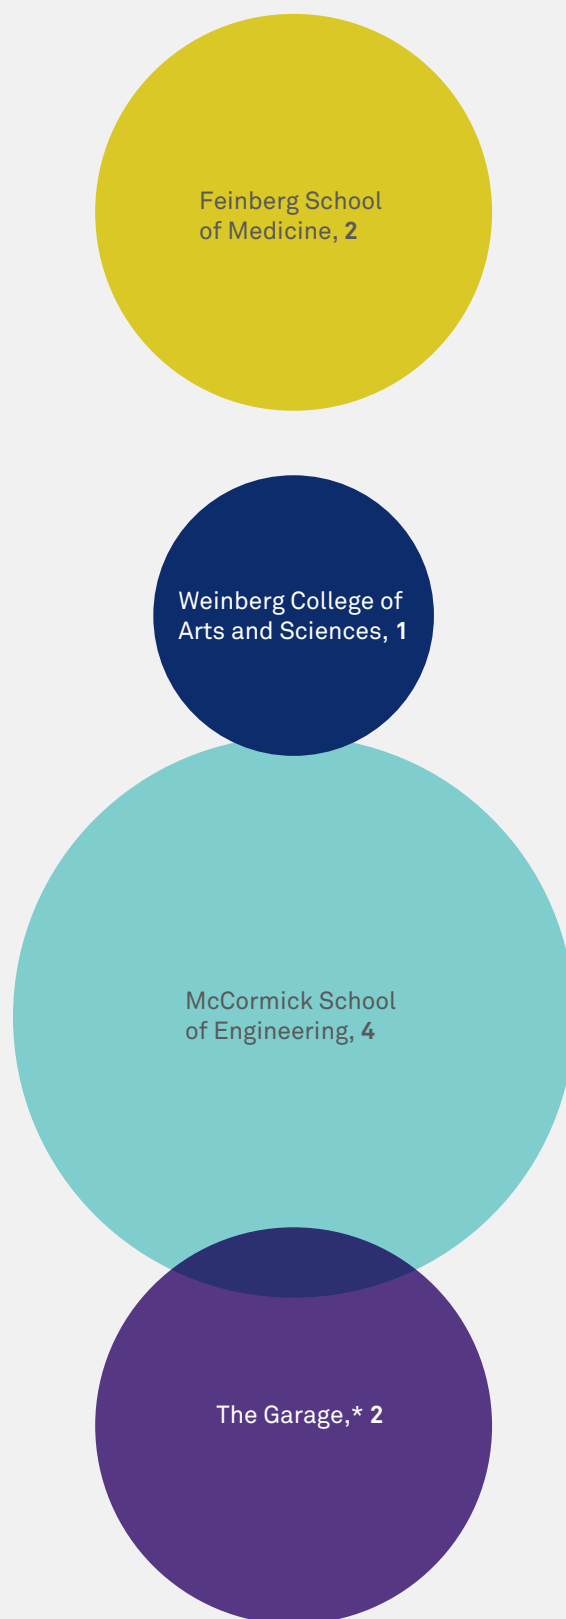 Feinberg School
of Medicine, 2
Weinberg College of
Arts and Sciences, 1
McCormick School
of Engineering, 4
The Garage,* 2